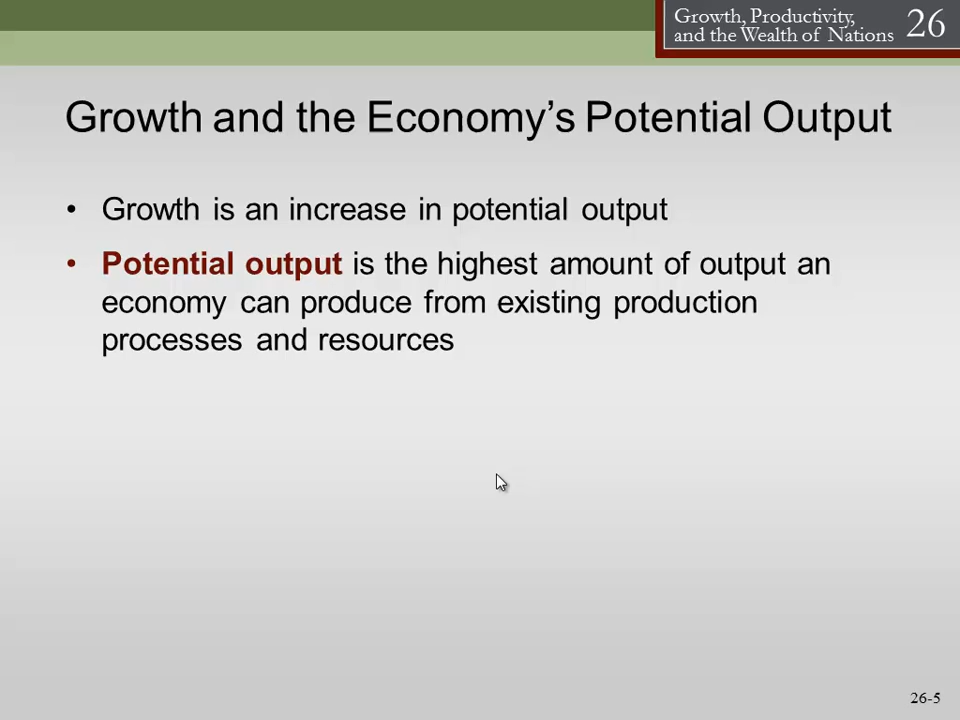 Growth, Productivity,
and the Wealth of Nations
26
Growth and the Economy’s Potential Output
• Growth is an increase in potential output
• Potential output is the highest amount of output an
economy can produce from existing production
processes and resources
26-5